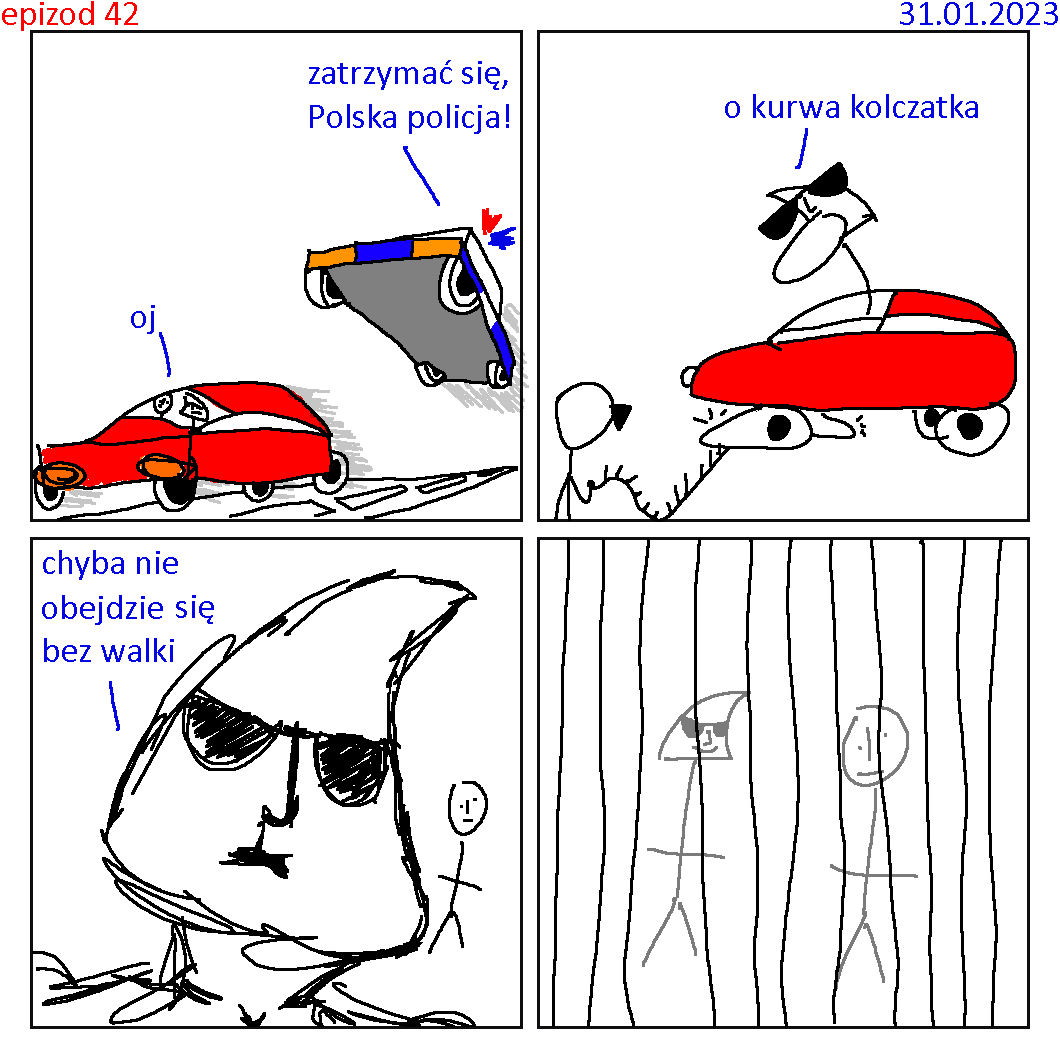 epizod 42
31.01.2023
zatrzymać się,
Polska policja!
oj
o kurwa kolczatka
chyba nie
obejdzie się
bez walki